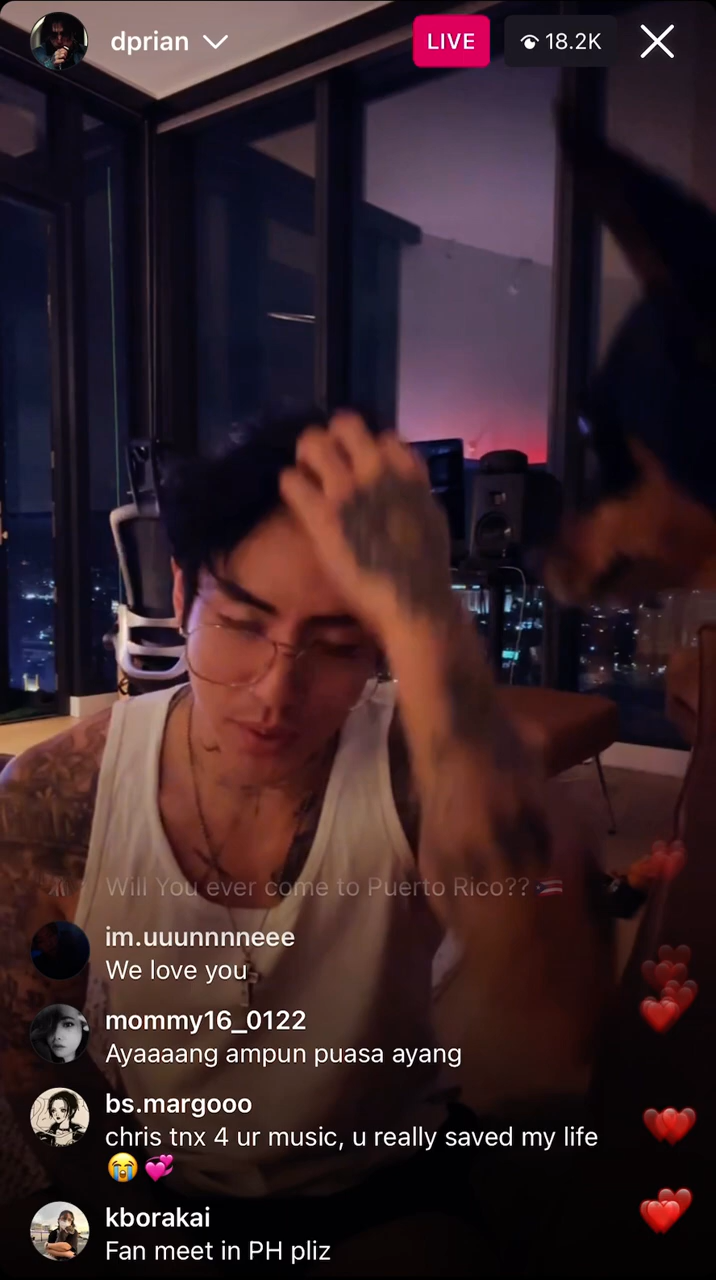 dprian
LIVE
18.2K
Will You ever come to Puerto Rico?? 🇵🇷
im.uuunnnneee
We love you
mommy16_0122
Ayaaaang ampun puasa ayang
bs.margooo
chris tnx 4 ur music, u really saved my life
😭💞
kborakai
Fan meet in PH pliz